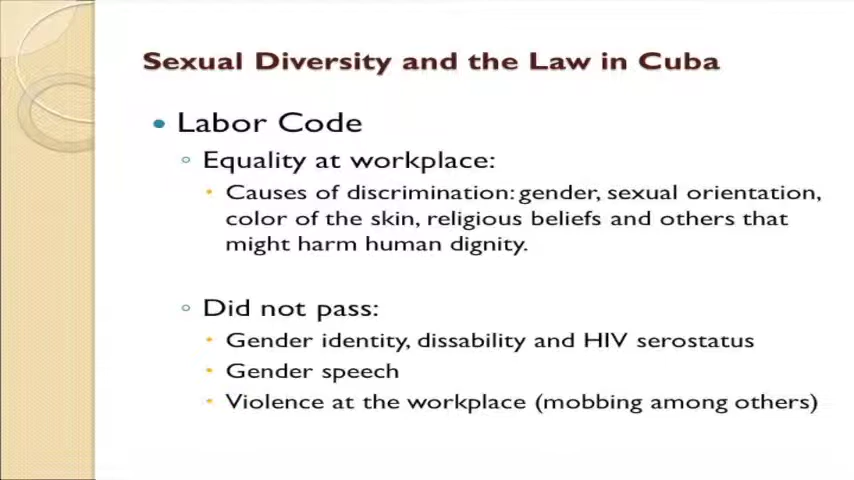 Sexual Diversity and the Law in Cuba
• Labor Code
◦ Equality at workplace:
• Causes of discrimination: gender, sexual orientation,
color of the skin, religious beliefs and others that
might harm human dignity.
◦ Did not pass:
• Gender identity, dissability and HIV serostatus
• Gender speech
• Violence at the workplace (mobbing among others)